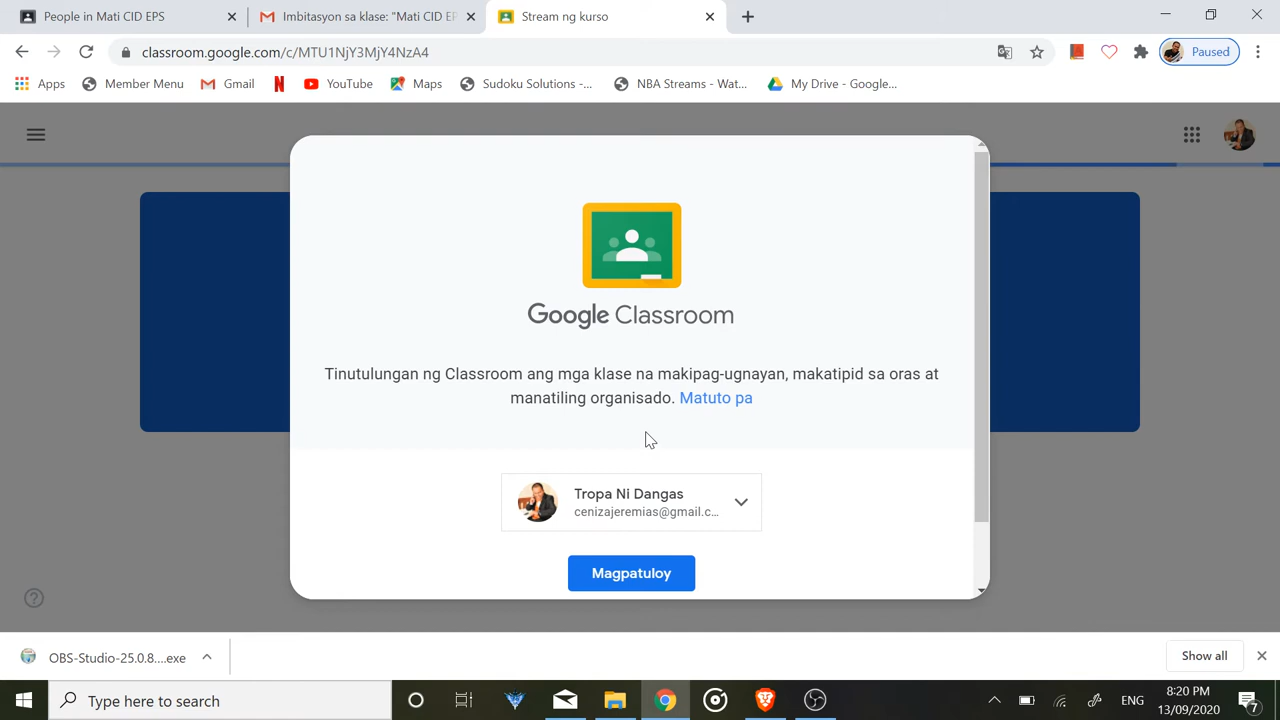 People in Mati CID EPS
Imbitasyon sa klase: "Mati CID EP
Stream ng kurso
classroom.google.com/c/MTU1NjY3MjY4NzA4
Paused
Apps
Member Menu
Gmail
YouTube
Maps
Sudoku Solutions -...
NBA Streams - Wat...
My Drive - Google...
Google Classroom
Tinutulungan ng Classroom ang mga klase na makipag-ugnayan, makatipid sa oras at
manatiling organisado. Matuto pa
Tropa Ni Dangas
cenizajeremias@gmail.c...
Magpatuloy
OBS-Studio-25.0.8....exe
Show all
Type here to search
ENG
8:20 PM
13/09/2020
7